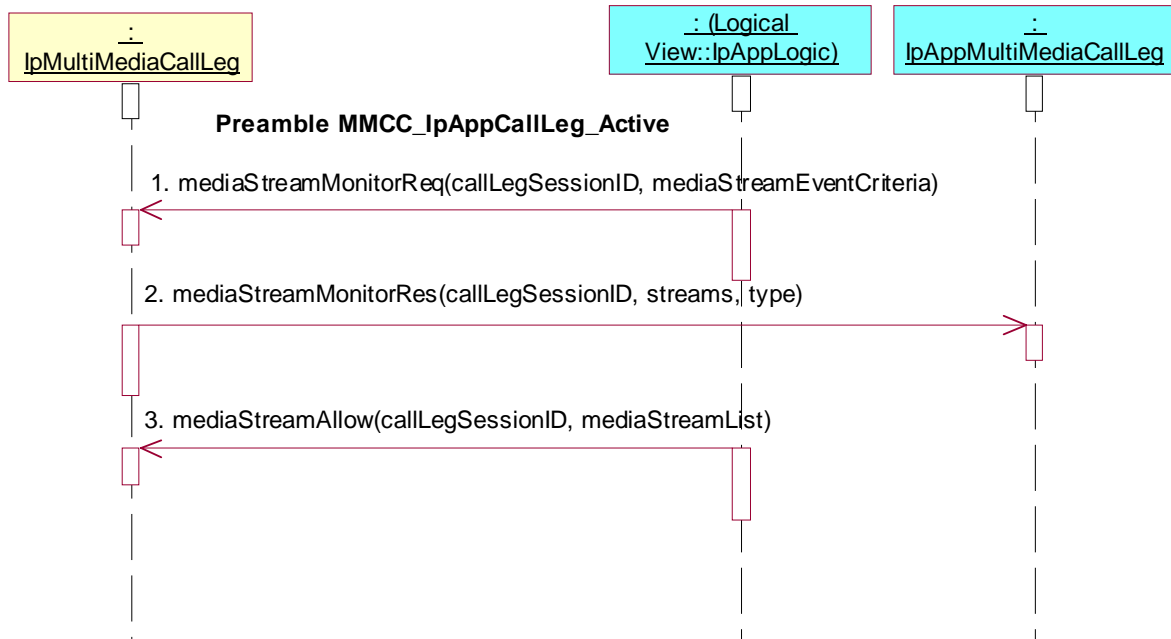 :
IpMultiMediaCallLeg
: (Logical
View::IpAppLogic)
:
IpAppMultiMediaCallLeg
Preamble MMCC_IpAppCallLeg_Active
1. mediaStreamMonitorReq(callLegSessionID, mediaStreamEventCriteria)
2. mediaStreamMonitorRes(callLegSessionID, streams, type)
3. mediaStreamAllow(callLegSessionID, mediaStreamList)